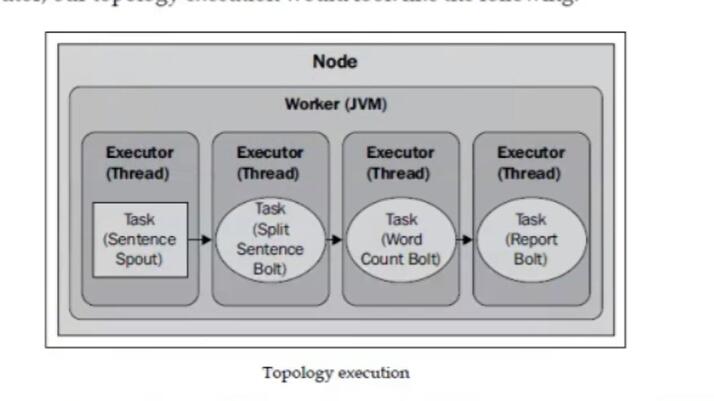 our topology execution would look like the following:
Node
Worker (JVM)
Executor
(Thread)
Task
(Sentence
Spout)
Executor
(Thread)
Task
(Split
Sentence
Bolt)
Executor
(Thread)
Task
(Word
Count Bolt)
Executor
(Thread)
Task
(Report
Bolt)
Topology execution